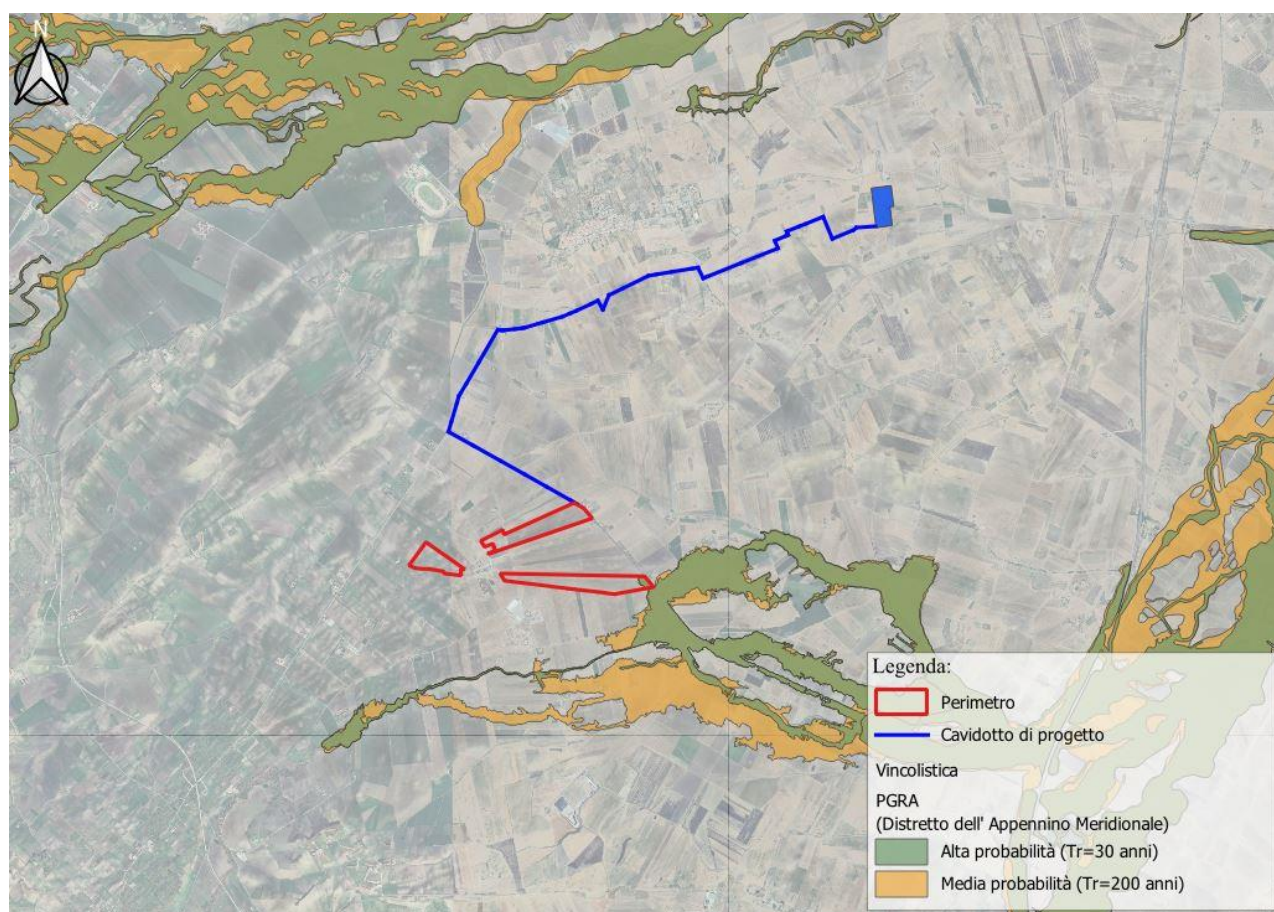 N
Legenda:
Perimetro
Cavidotto di progetto
Vincolistica
PGRA
(Distretto dell' Appennino Meridionale)
Alta probabilità (Tr=30 anni)
Media probabilità (Tr=200 anni)